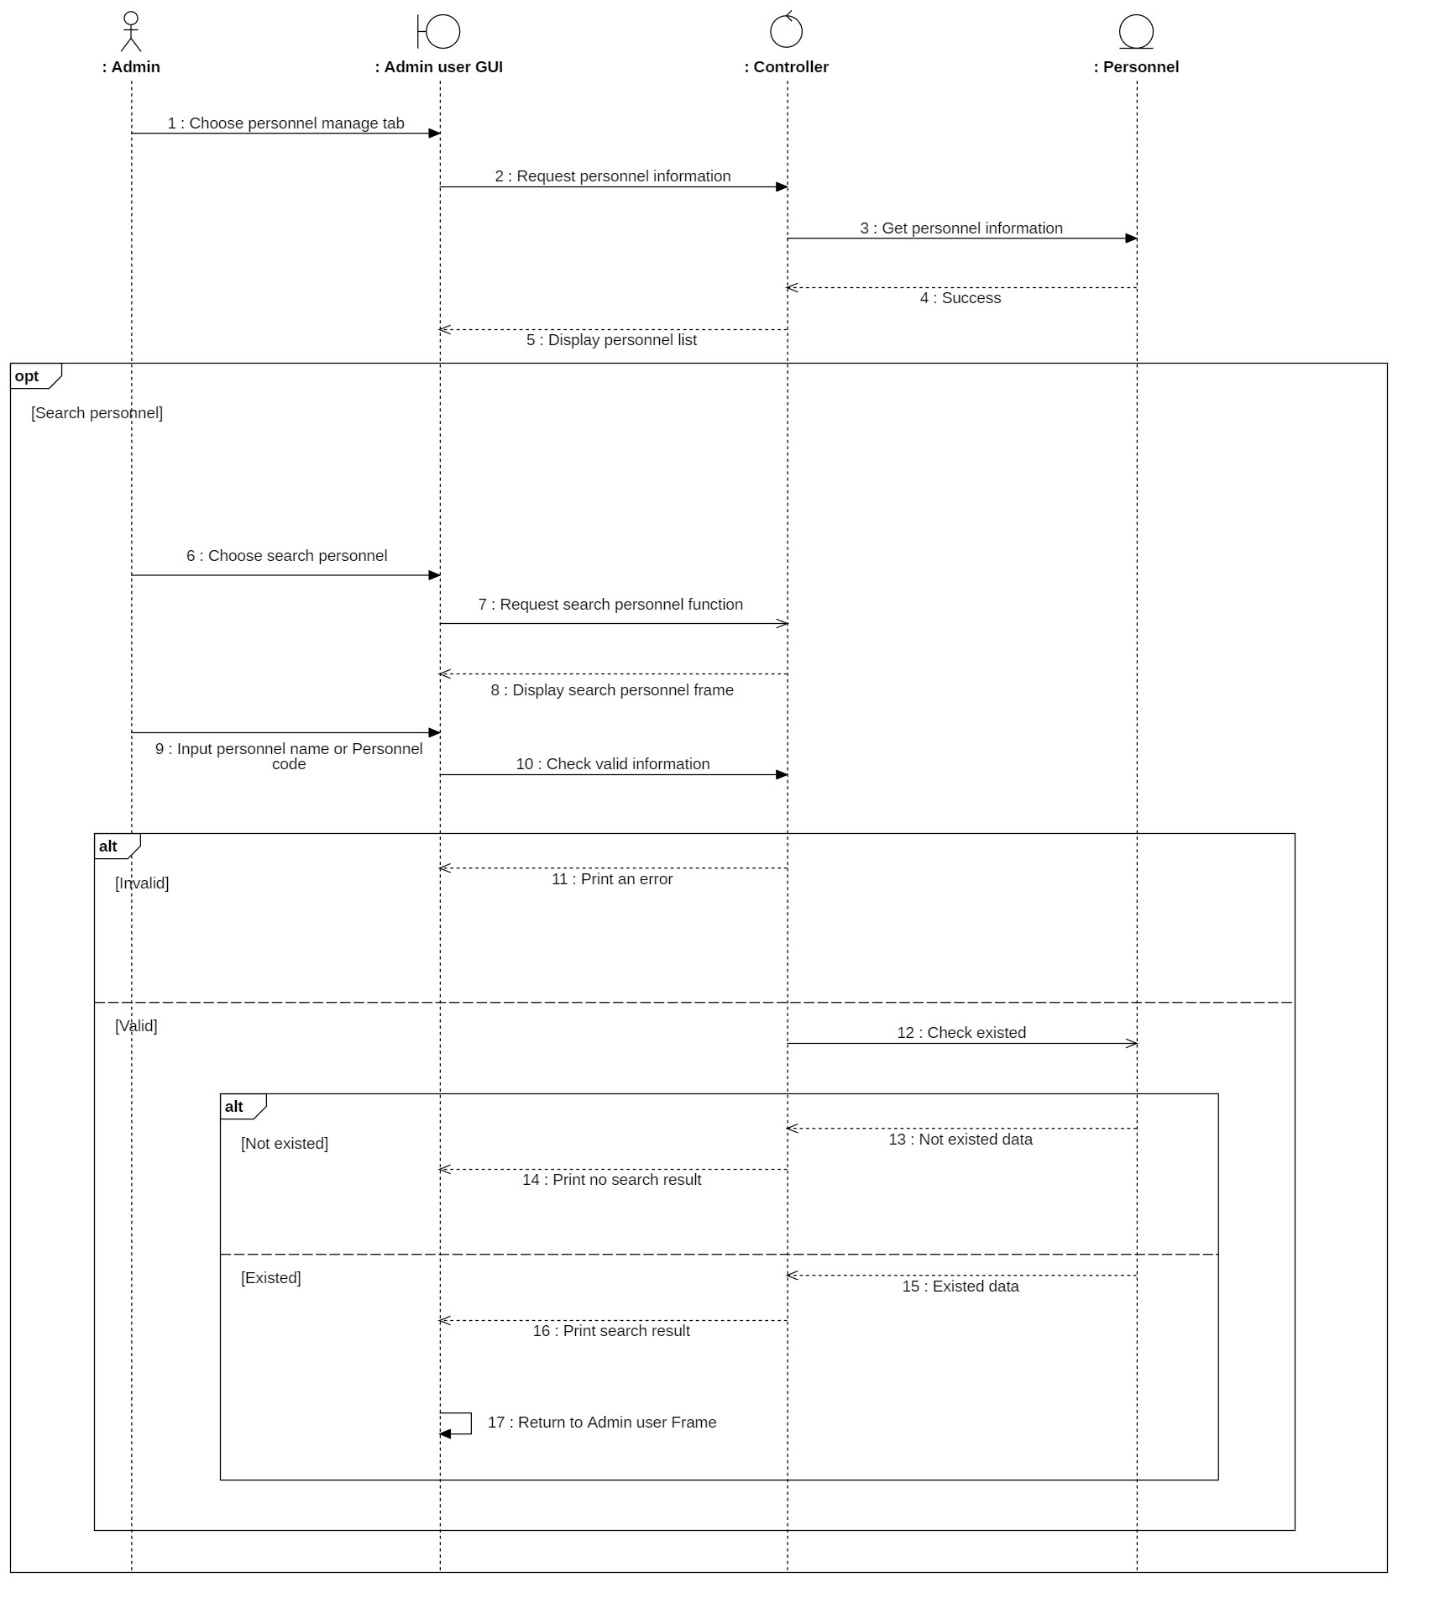 : Admin
: Admin user GUI
: Controller
: Personnel
1 : Choose personnel manage tab
2 : Request personnel information
3 : Get personnel information
4 : Success
5 : Display personnel list
opt
[Search personnel]
6 : Choose search personnel
7 : Request search personnel function
8 : Display search personnel frame
9 : Input personnel name or Personnel
code
10 : Check valid information
alt
[Invalid]
11 : Print an error
[Valid]
12 : Check existed
alt
[Not existed]
13 : Not existed data
14 : Print no search result
[Existed]
15 : Existed data
16 : Print search result
17 : Return to Admin user Frame